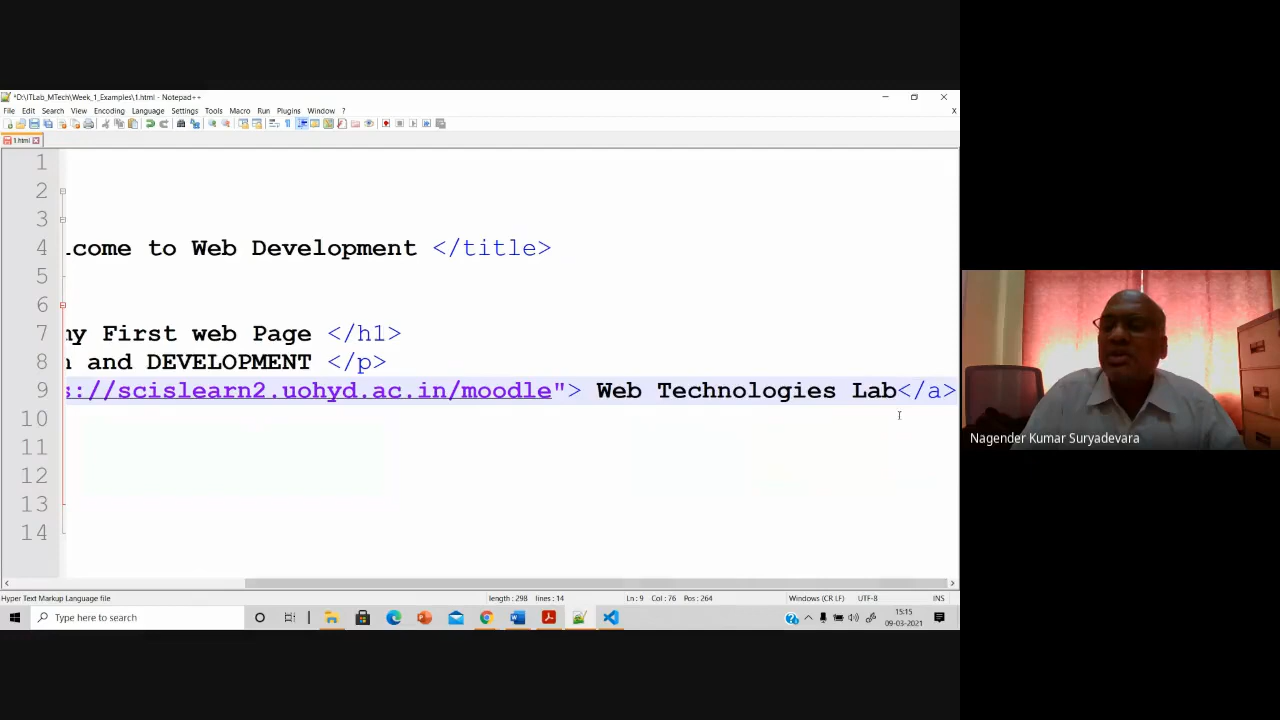 *D:\ITLab_MTech\Week_1_Examples\1.html - Notepad++
File Edit Search View Encoding Language Settings Tools Macro Run Plugins Window ?
X
1.html
1
2
3
4 come to Web Development </title>
5
6
7 y First web Page </h1>
8 and DEVELOPMENT </p>
9 s://scislearn2.uohyd.ac.in/moodle"> Web Technologies Lab</a>
10
11
12
13
14
Nagender Kumar Suryadevara
Hyper Text Markup Language file length : 298 lines : 14 Ln : 9 Col : 76 Pos : 264 Windows (CR LF) UTF-8 INS
Type here to search
15:15
09-03-2021